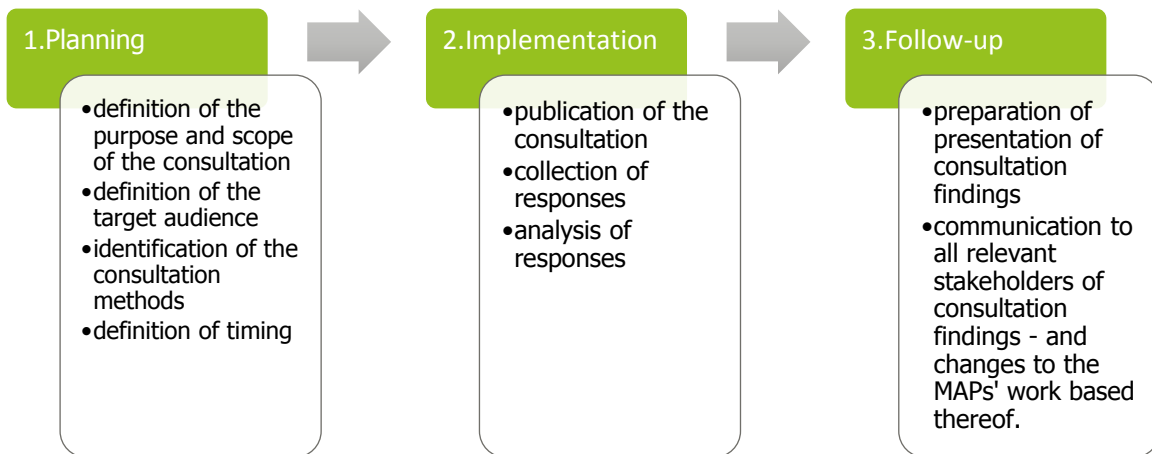 1.Planning
•definition of the
purpose and scope
of the consultation
•definition of the
target audience
•identification of the
consultation
methods
•definition of timing
2.Implementation
•publication of the
consultation
•collection of
responses
•analysis of
responses
3.Follow-up
•preparation of
presentation of
consultation
findings
•communication to
all relevant
stakeholders of
consultation
findings - and
changes to the
MAPs' work based
thereof.